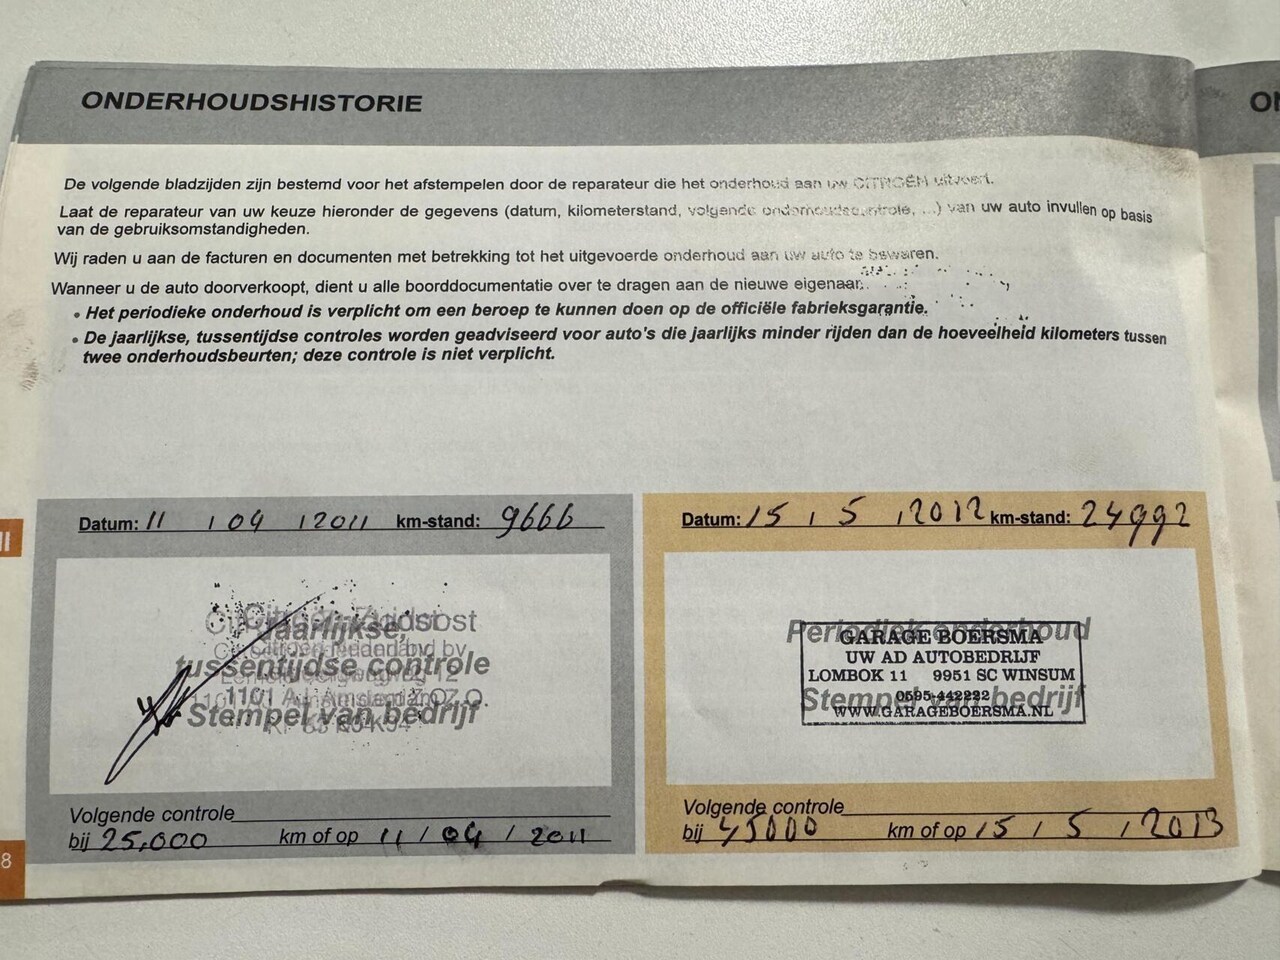 ONDERHOUDSHISTORIE
De volgende bladzijden zijn bestemd voor het afstempelen door de reparateur die het onderhoud aan uw CITROËN uitvoert.
Laat de reparateur van uw keuze hieronder de gegevens (datum, kilometerstand, volgende onderhoudscontrole, ...) van uw auto invullen op basis
van de gebruiksomstandigheden.
Wij raden u aan de facturen en documenten met betrekking tot het uitgevoerde onderhoud aan uw auto te bewaren.
Wanneer u de auto doorverkoopt, dient u alle boorddocumentatie over te dragen aan de nieuwe eigenaar.
• Het periodieke onderhoud is verplicht om een beroep te kunnen doen op de officiële fabrieksgarantie.
• De jaarlijkse, tussentijdse controles worden geadviseerd voor auto's die jaarlijks minder rijden dan de hoeveelheid kilometers tussen
twee onderhoudsbeurten; deze controle is niet verplicht.
Datum: 11 / 04 / 2011 km-stand: 9666
Jaarlijkse,
tussentijdse controle
1101 Amsterdam Z.O.
Stempel van bedrijf
Volgende controle
bij 25,000 km of op 11 / 04 / 2011
Datum: 15 / 5 / 2012 km-stand: 24992
Periodiek onderhoud
GARAGE BOERSMA
UW AD AUTOBEDRIJF
LOMBOK 11 9951 SC WINSUM
Stempel van bedrijf
0595-442222
WWW.GARAGEBOERSMA.NL
Volgende controle
bij 45000 km of op 15 / 5 / 2013
8